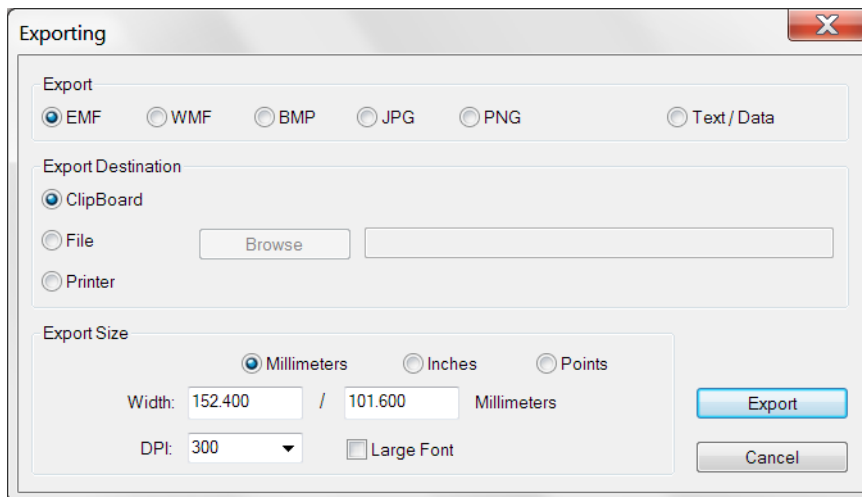 Exporting
Export
EMF WMF BMP JPG PNG Text / Data
Export Destination
ClipBoard
File Browse
Printer
Export Size
Millimeters Inches Points
Width: 152.400 / 101.600 Millimeters
Export
DPI: 300 Large Font
Cancel